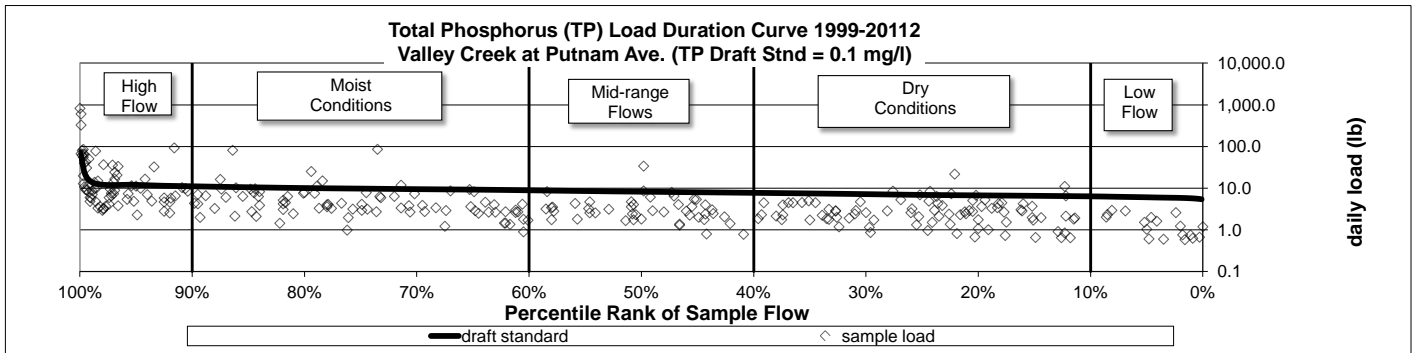 Total Phosphorus (TP) Load Duration Curve 1999-20112
Valley Creek at Putnam Ave. (TP Draft Stnd = 0.1 mg/l)
High
Flow
Moist
Conditions
Mid-range
Flows
Dry
Conditions
Low
Flow
10,000.0
1,000.0
100.0
10.0
1.0
0.1
daily load (lb)
100% 90% 80% 70% 60% 50% 40% 30% 20% 10% 0%
Percentile Rank of Sample Flow
draft standard sample load